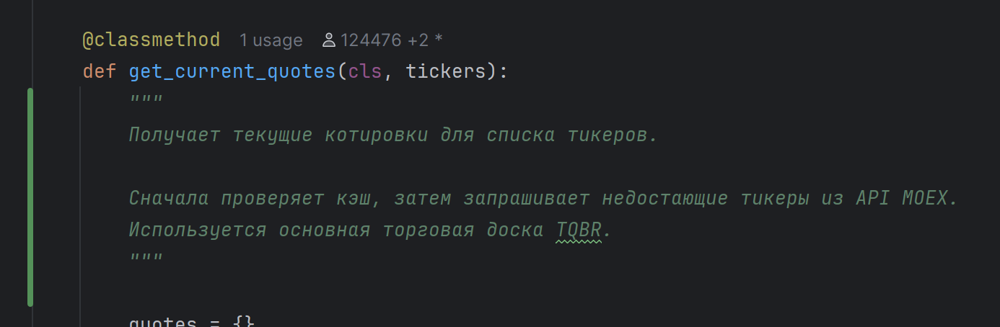 @classmethod 1 usage 124476 +2 *
def get_current_quotes(cls, tickers):
"""
Получает текущие котировки для списка тикеров.
Сначала проверяет кэш, затем запрашивает недостающие тикеры из API MOEX.
Используется основная торговая доска TQBR.
"""
quotes = {}